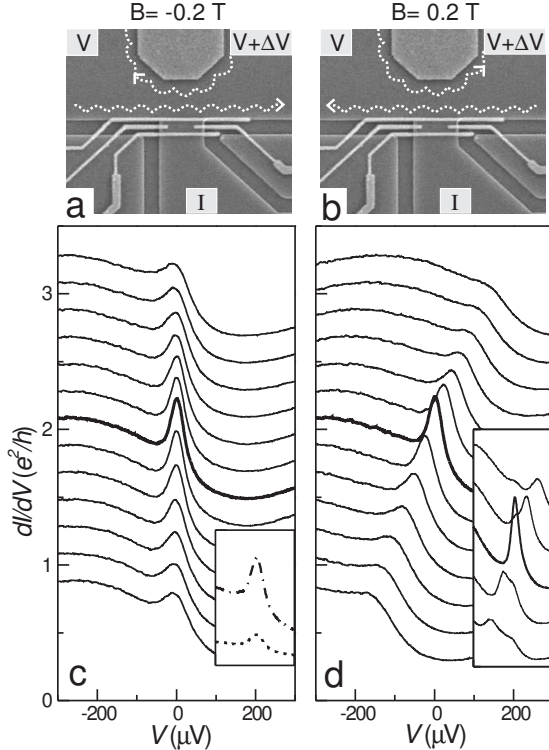 B= -0.2 T
B= 0.2 T
V
V+ΔV
V
V+ΔV
a
I
b
I
3
2
1
0
dI/dV (e²/h)
c
d
-200
0
200
-200
0
200
V (μV)
V (μV)